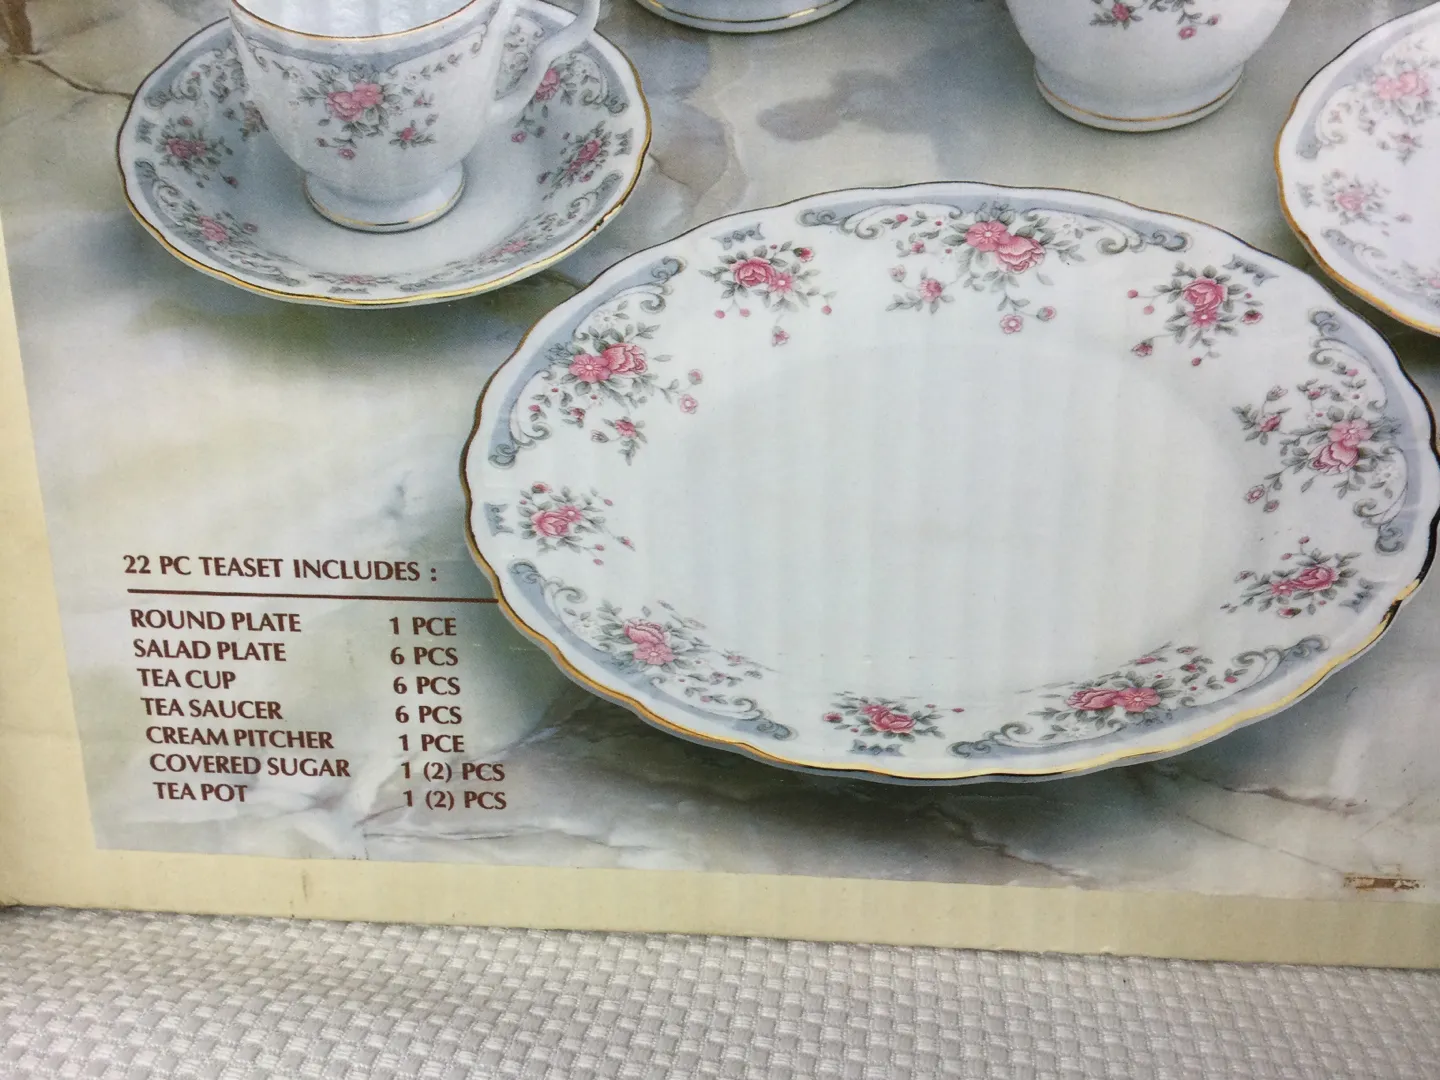 22 PC TEASET INCLUDES :
ROUND PLATE 1 PCE
SALAD PLATE 6 PCS
TEA CUP 6 PCS
TEA SAUCER 6 PCS
CREAM PITCHER 1 PCE
COVERED SUGAR 1 (2) PCS
TEA POT 1 (2) PCS